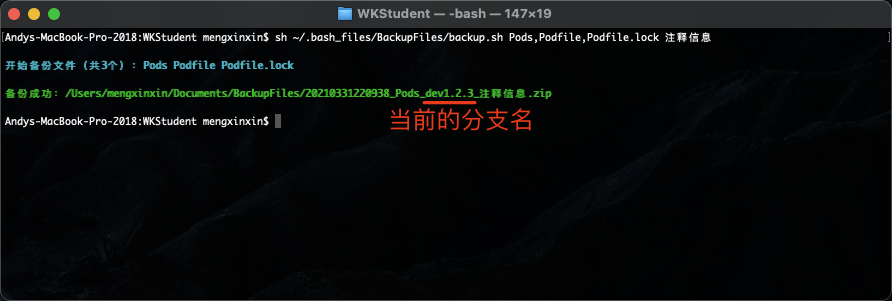 WKStudent — -bash — 147×19
[Andys-MacBook-Pro-2018:WKStudent mengxinxin$ sh ~/.bash_files/BackupFiles/backup.sh Pods,Podfile,Podfile.lock 注释信息 ]
开始备份文件 (共3个) : Pods Podfile Podfile.lock
备份成功: /Users/mengxinxin/Documents/BackupFiles/20210331220938_Pods_dev1.2.3_注释信息.zip
当前的分支名
Andys-MacBook-Pro-2018:WKStudent mengxinxin$